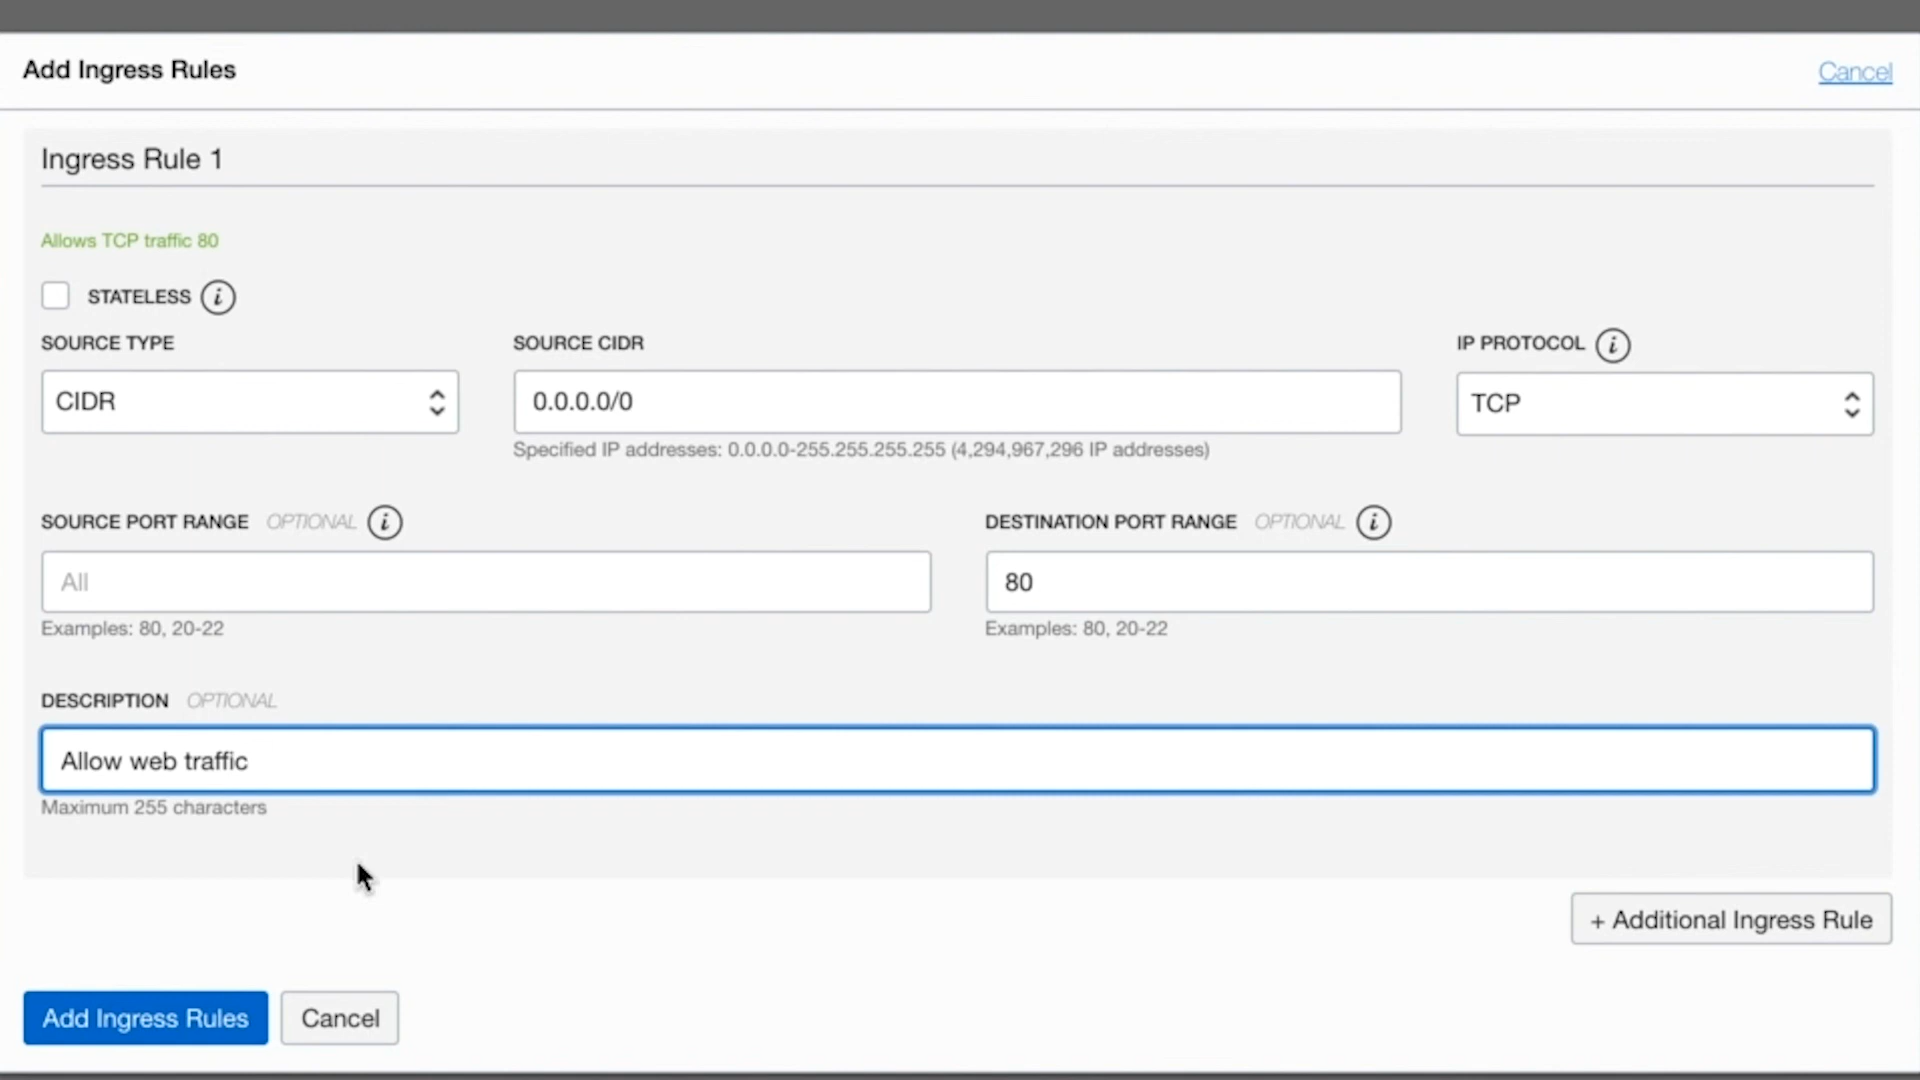 Add Ingress Rules
Cancel
Ingress Rule 1
Allows TCP traffic 80
STATELESS i
SOURCE TYPE
SOURCE CIDR
IP PROTOCOL i
CIDR
0.0.0.0/0
TCP
Specified IP addresses: 0.0.0.0-255.255.255.255 (4,294,967,296 IP addresses)
SOURCE PORT RANGE OPTIONAL i
DESTINATION PORT RANGE OPTIONAL i
All
80
Examples: 80, 20-22
Examples: 80, 20-22
DESCRIPTION OPTIONAL
Allow web traffic
Maximum 255 characters
+ Additional Ingress Rule
Add Ingress Rules
Cancel